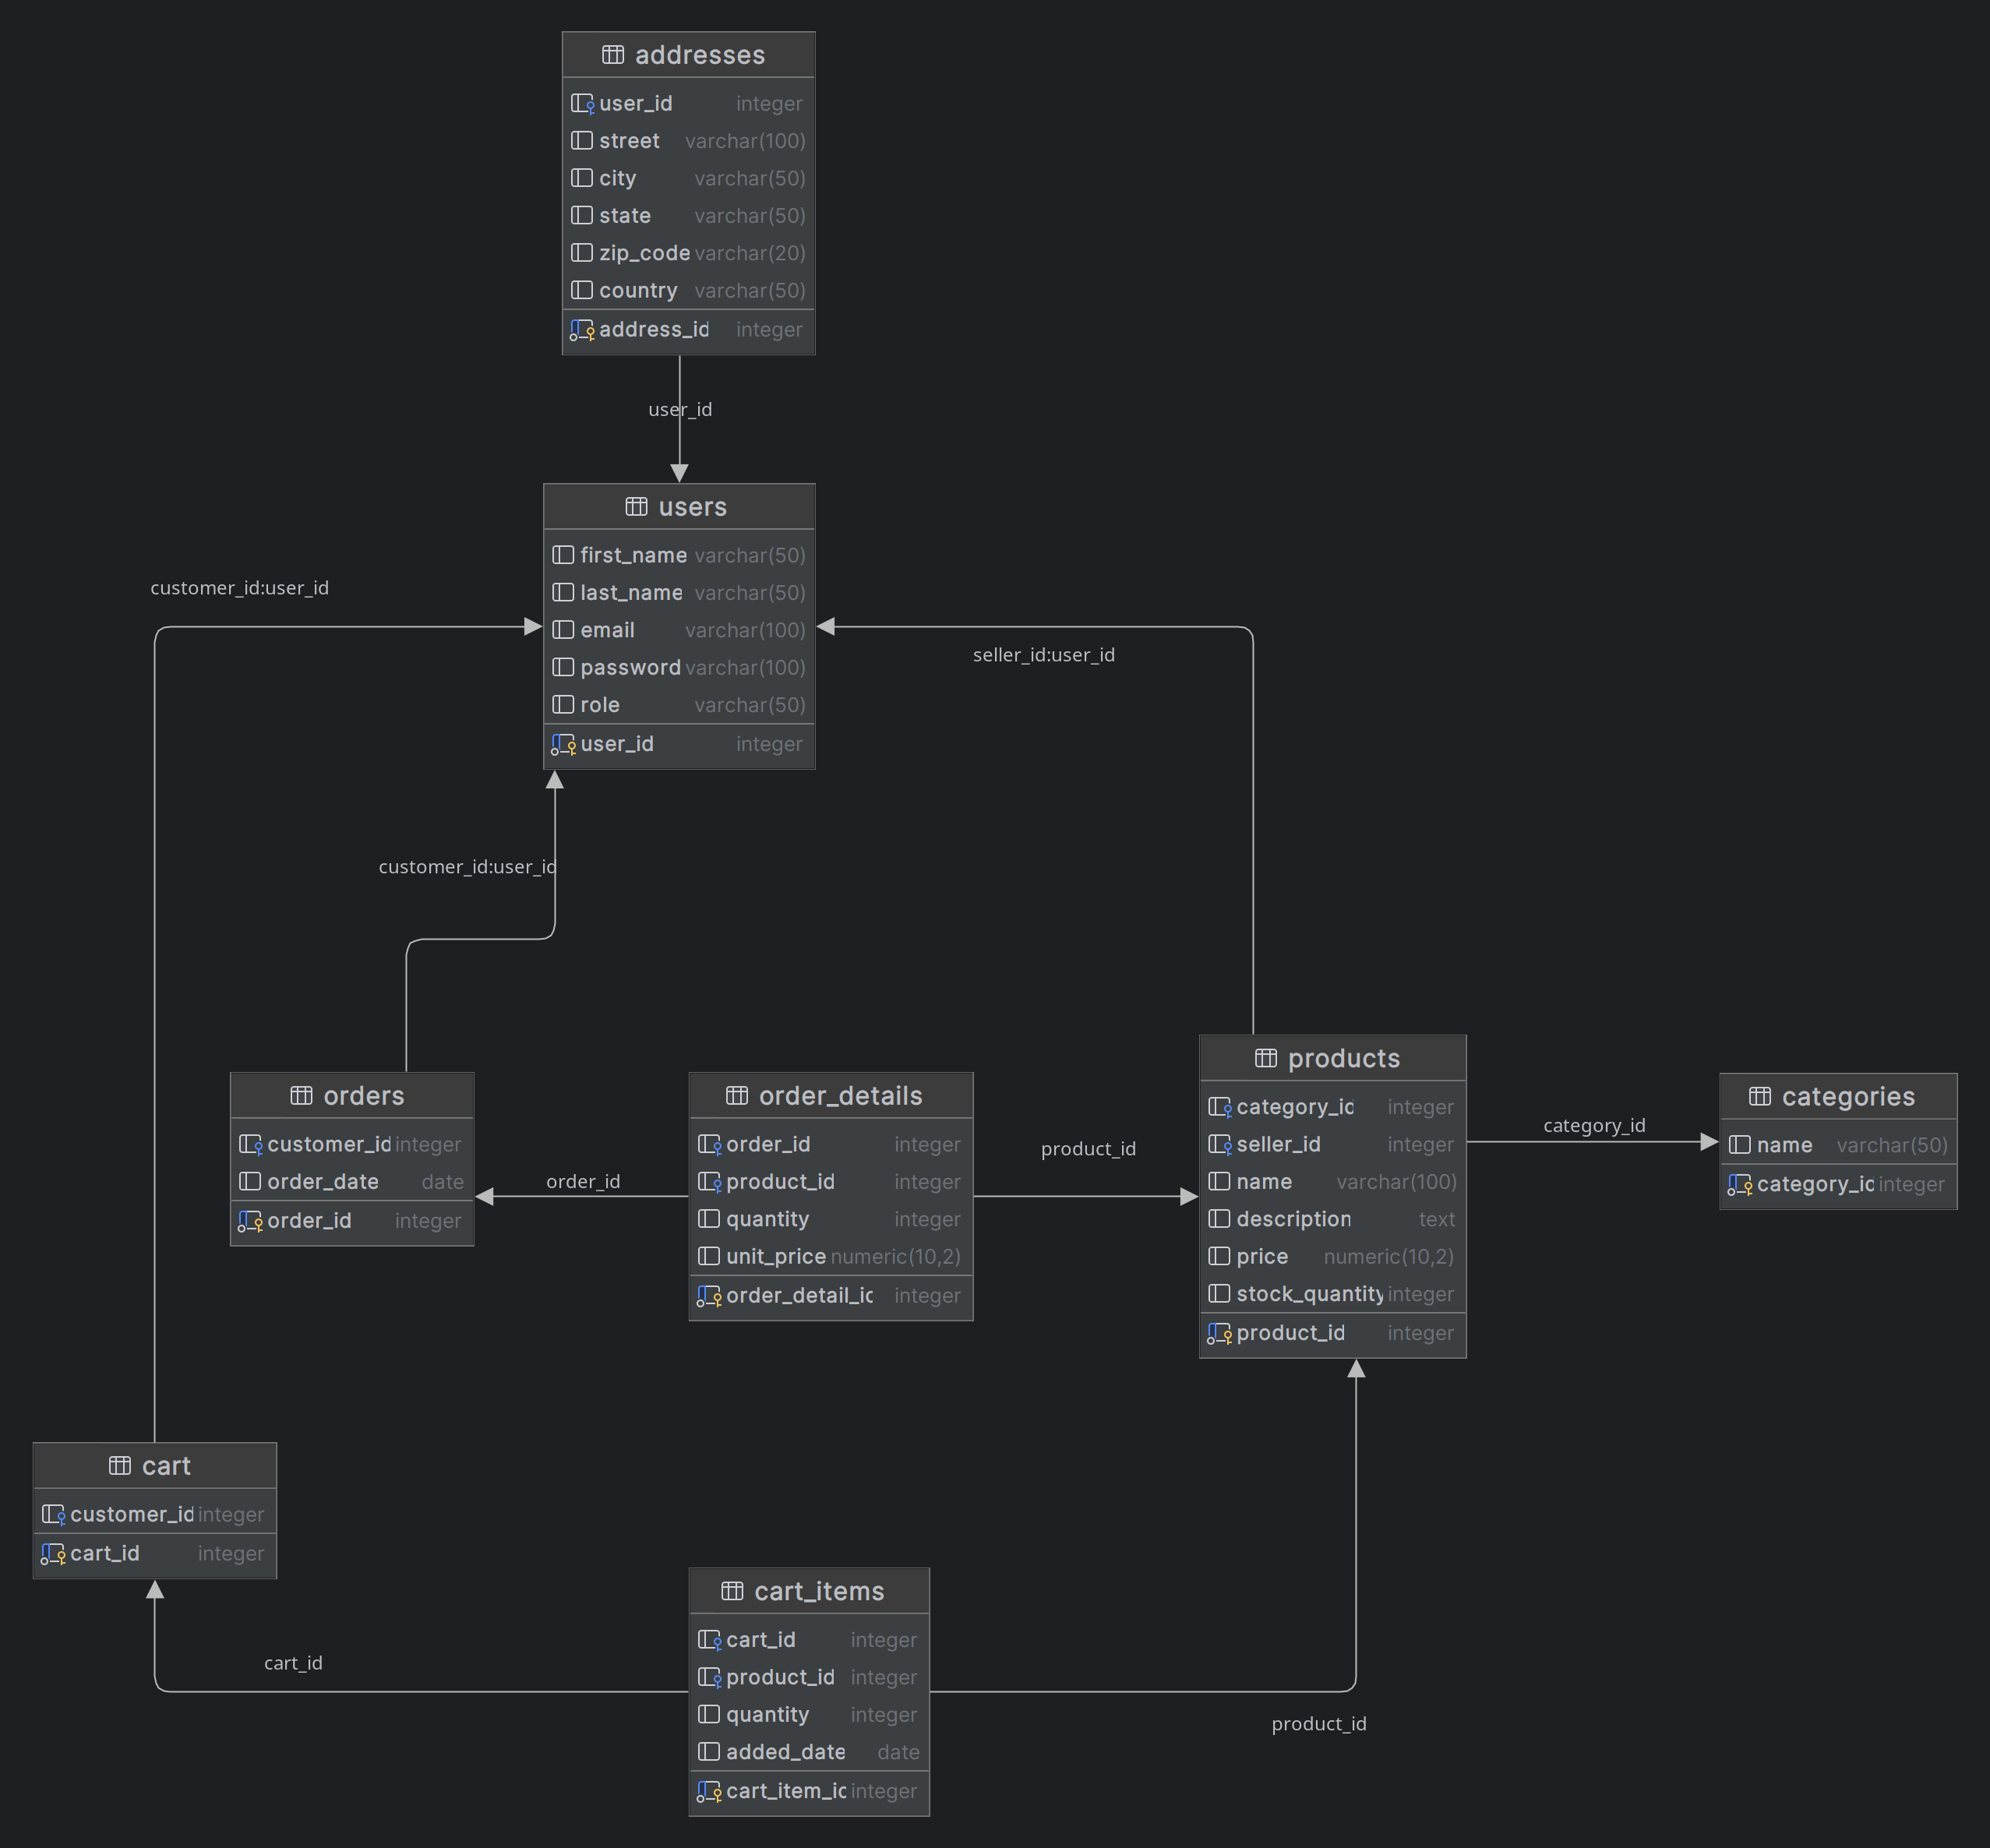 addresses
user_id integer
street varchar(100)
city varchar(50)
state varchar(50)
zip_code varchar(20)
country varchar(50)
address_id integer
user_id
users
first_name varchar(50)
last_name varchar(50)
email varchar(100)
password varchar(100)
role varchar(50)
user_id integer
customer_id:user_id
seller_id:user_id
customer_id:user_id
orders
customer_id integer
order_date date
order_id integer
order_id
order_details
order_id integer
product_id integer
quantity integer
unit_price numeric(10,2)
order_detail_id integer
product_id
products
category_id integer
seller_id integer
name varchar(100)
description text
price numeric(10,2)
stock_quantity integer
product_id integer
category_id
categories
name varchar(50)
category_id integer
cart
customer_id integer
cart_id integer
cart_id
cart_items
cart_id integer
product_id integer
quantity integer
added_date date
cart_item_id integer
product_id